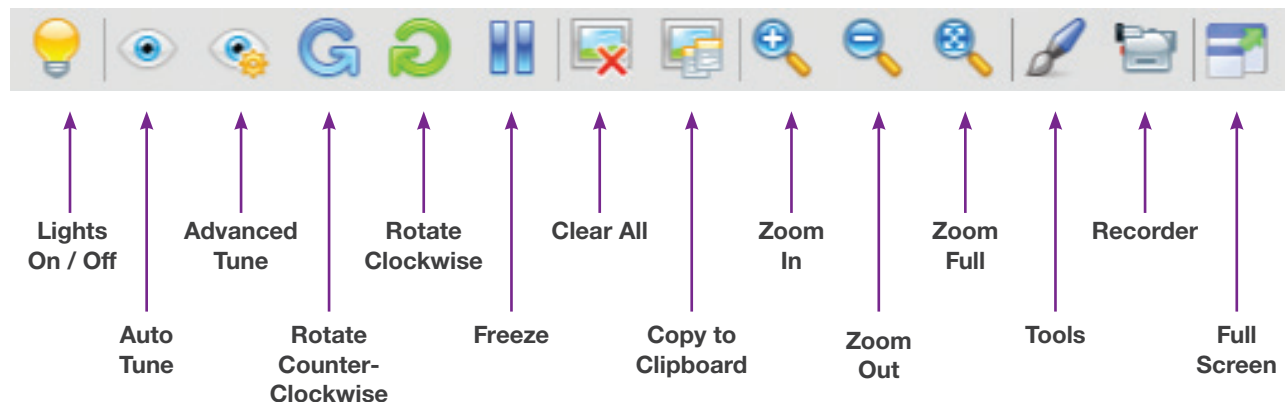 Lights
On / Off
Advanced
Tune
Rotate
Clockwise
Clear All
Zoom
In
Zoom
Full
Recorder
Auto
Tune
Rotate
Counter-
Clockwise
Freeze
Copy to
Clipboard
Zoom
Out
Tools
Full
Screen